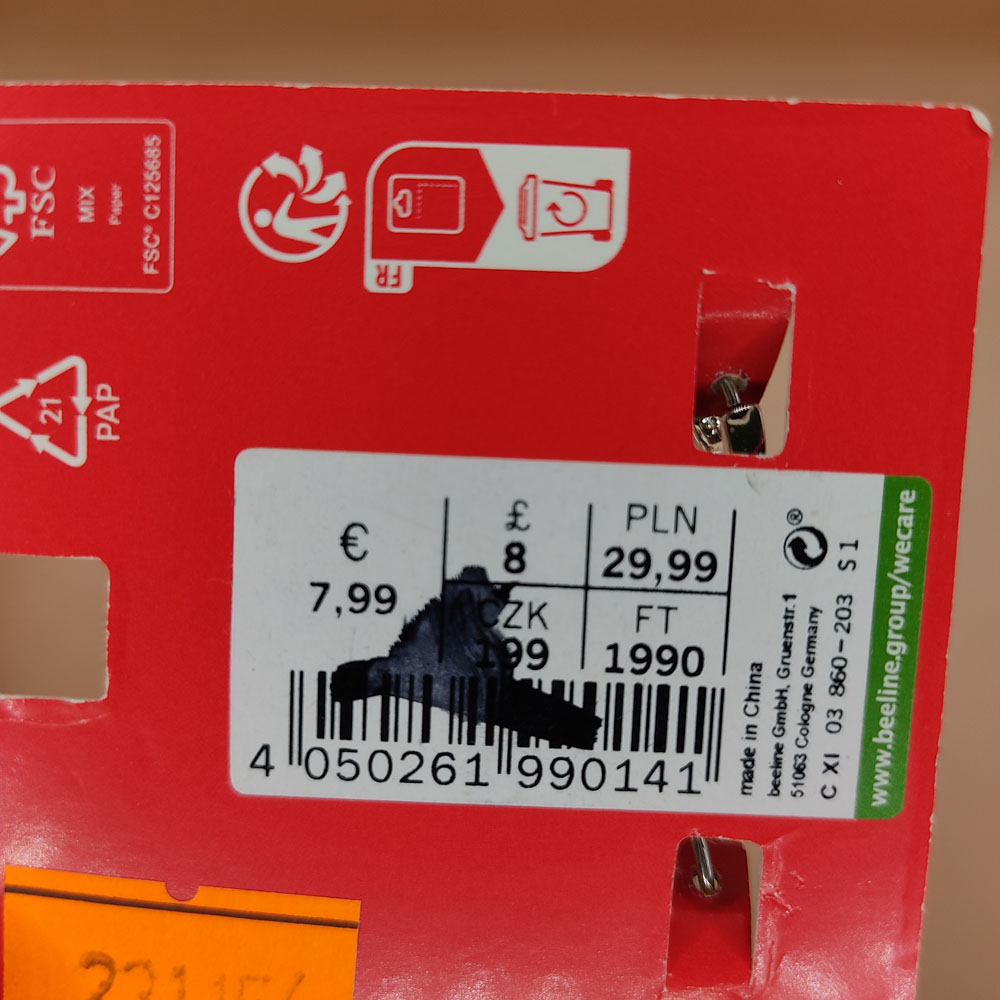 FSC
MIX
Paper
FSC® C125685
FR
21
PAP
€
7,99
£
8
PLN
29,99
CZK
199
FT
1990
4 050261 990141
made in China
beeline GmbH, Gruenstr.1
51063 Cologne Germany
C XI 03 860-203 S1
www.beeline.group/wecare